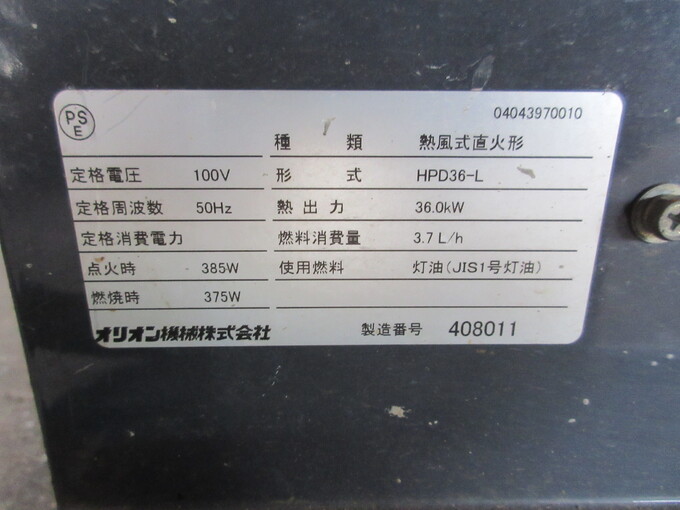 PS
E
04043970010
種類 熱風式直火形
定格電圧 100V 形式 HPD36-L
定格周波数 50Hz 熱出力 36.0kW
定格消費電力 燃料消費量 3.7 L/h
点火時 385W 使用燃料 灯油(JIS1号灯油)
燃焼時 375W
オリオン機械株式会社 製造番号 408011